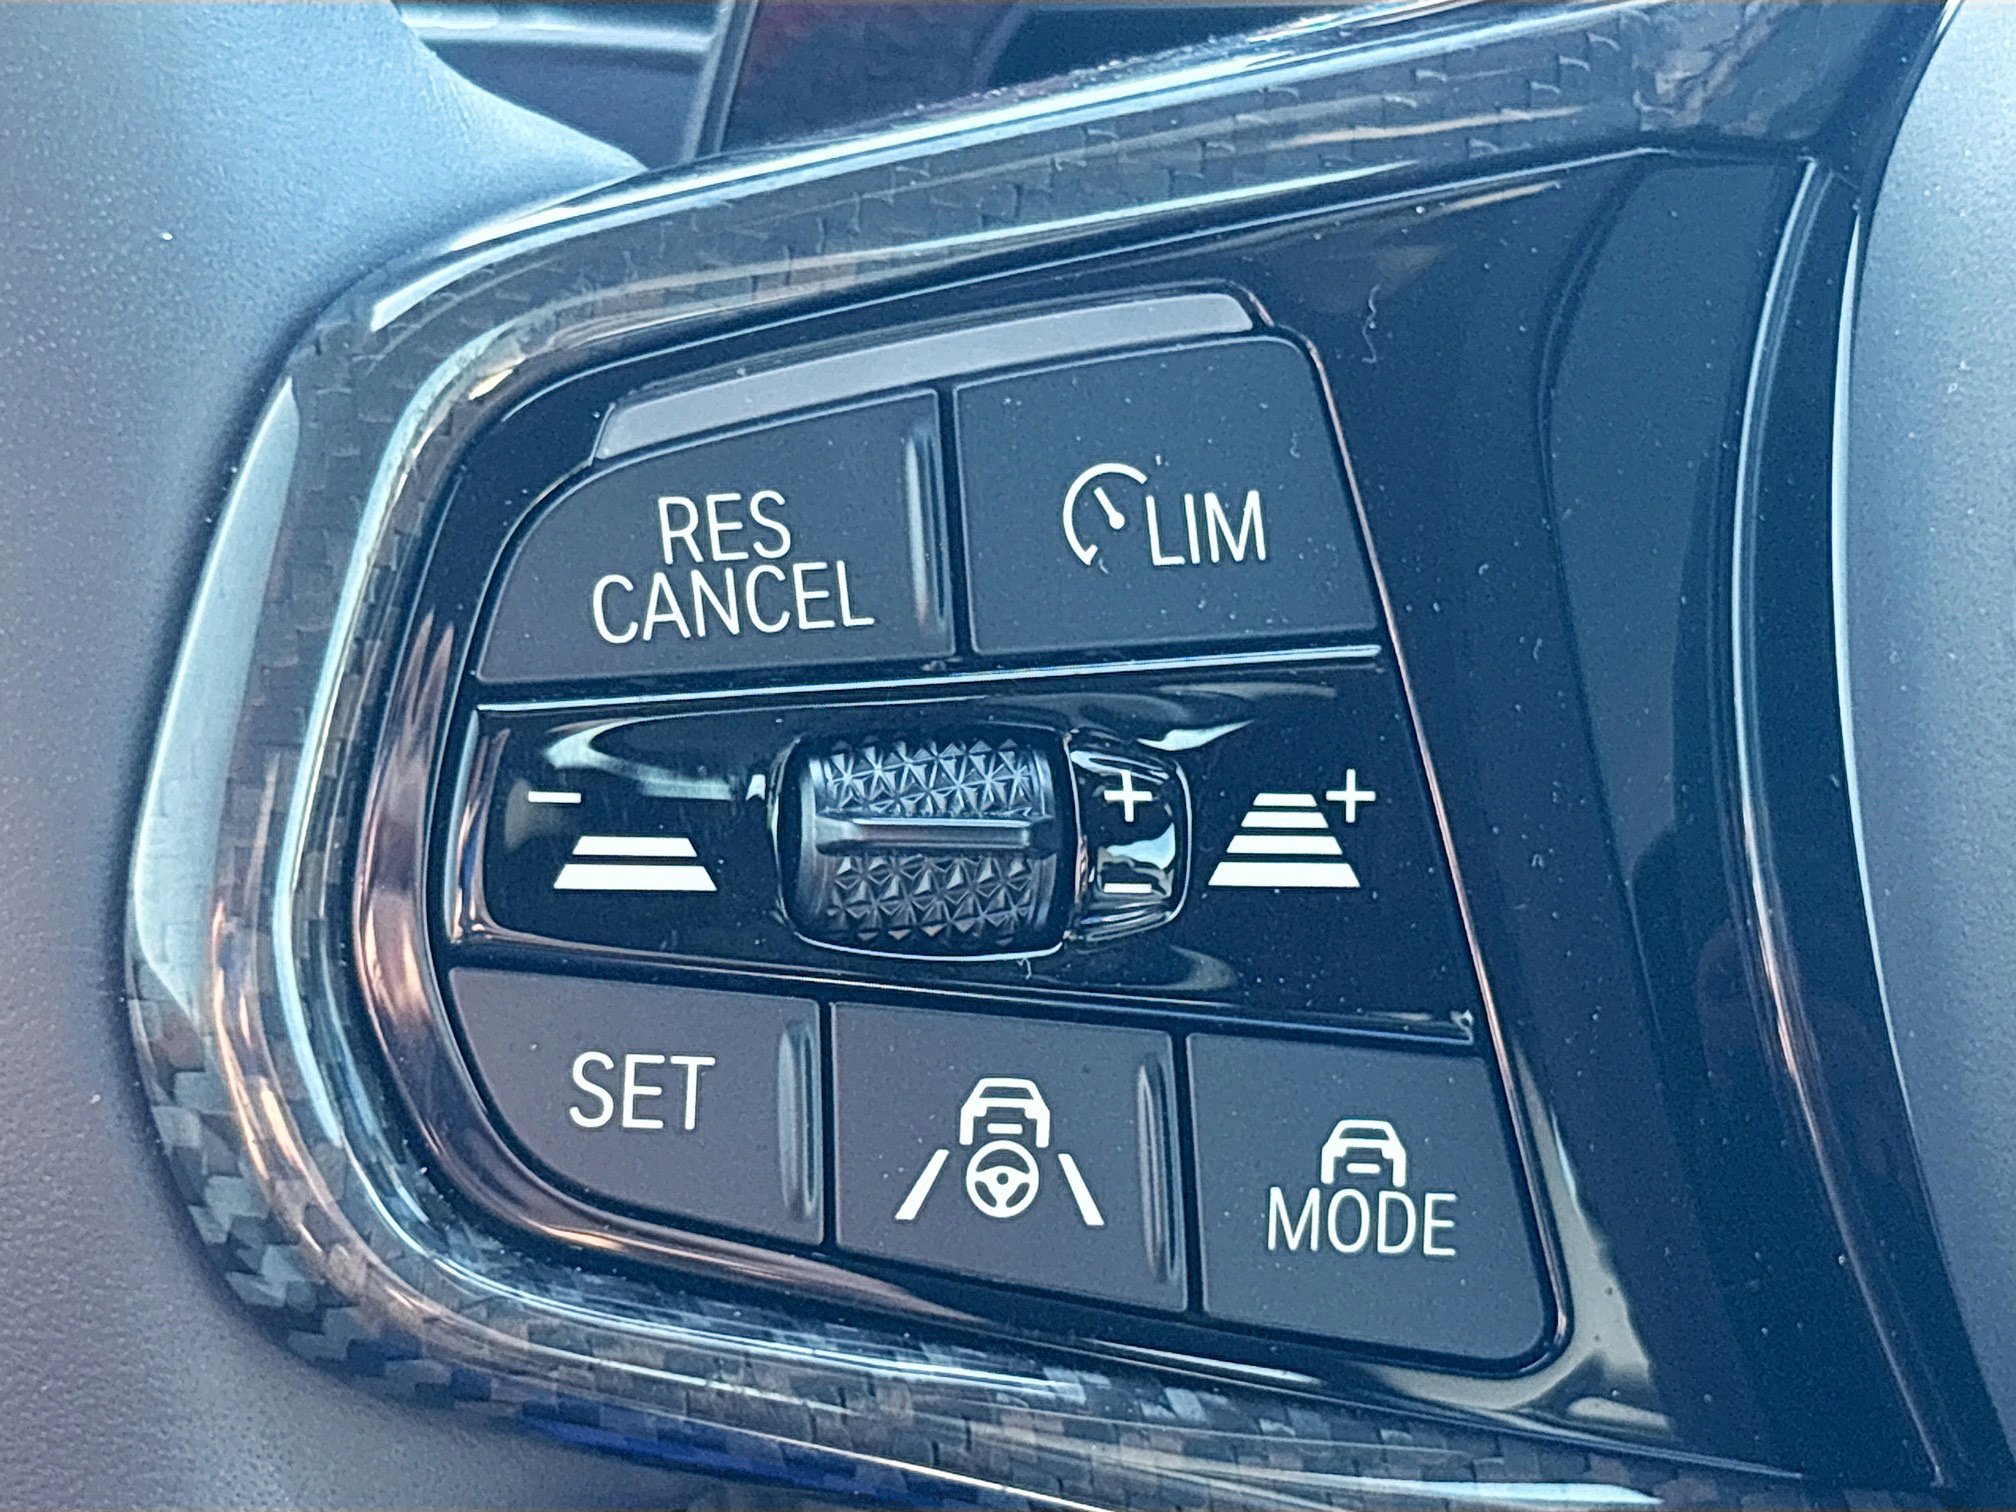 RES
CANCEL
LIM
- + +
-
SET
MODE